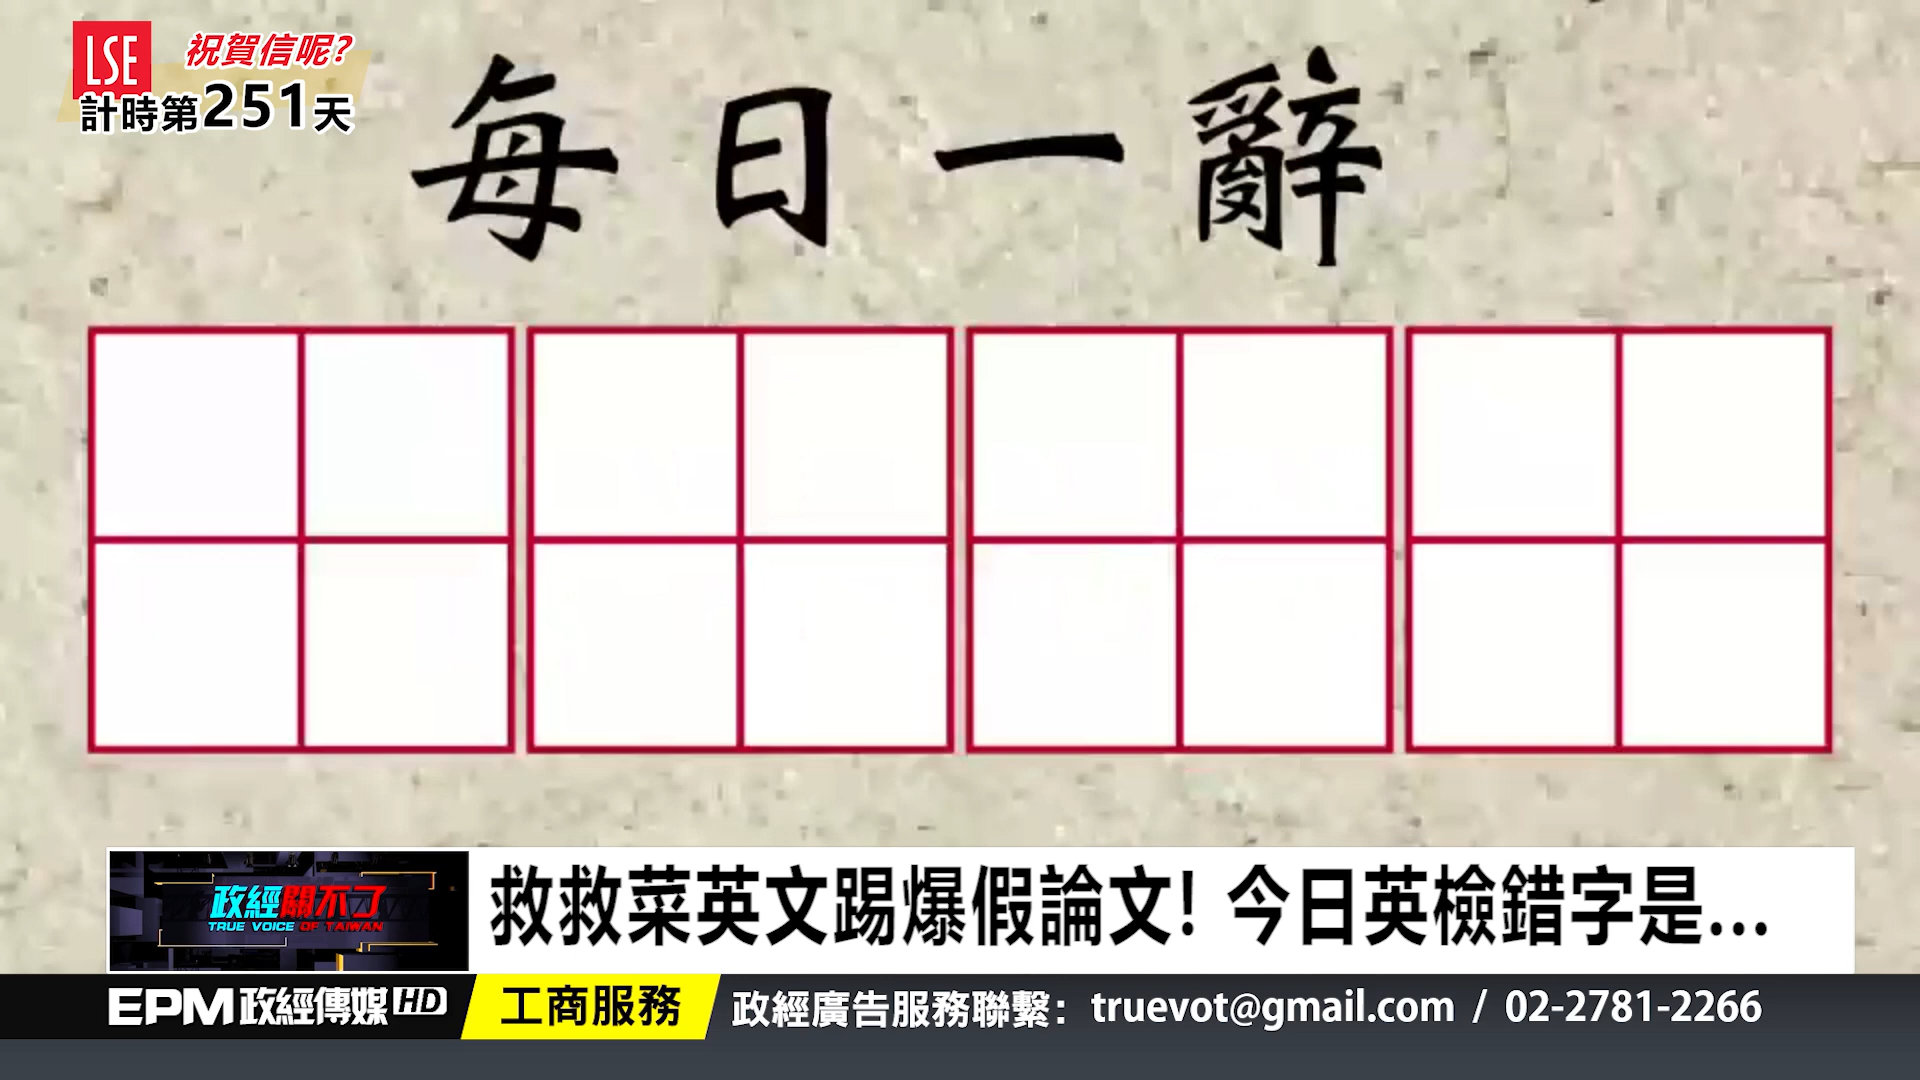 LSE
祝賀信呢?
計時第251天
每日一辭
政經關不了
TRUE VOICE OF TAIWAN
救救菜英文踢爆假論文! 今日英檢錯字是...
EPM政經傳媒HD
工商服務
政經廣告服務聯繫: truevot@gmail.com / 02-2781-2266